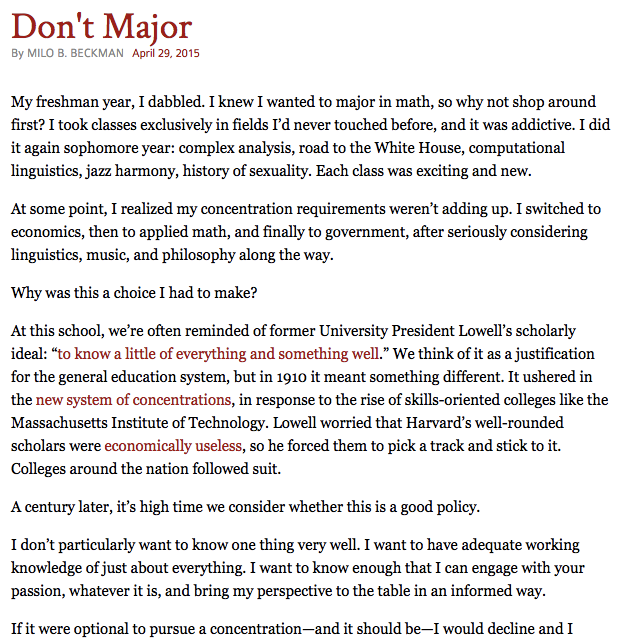 Don't Major
By MILO B. BECKMAN April 29, 2015
My freshman year, I dabbled. I knew I wanted to major in math, so why not shop around
first? I took classes exclusively in fields I’d never touched before, and it was addictive. I did
it again sophomore year: complex analysis, road to the White House, computational
linguistics, jazz harmony, history of sexuality. Each class was exciting and new.
At some point, I realized my concentration requirements weren’t adding up. I switched to
economics, then to applied math, and finally to government, after seriously considering
linguistics, music, and philosophy along the way.
Why was this a choice I had to make?
At this school, we’re often reminded of former University President Lowell’s scholarly
ideal: “to know a little of everything and something well.” We think of it as a justification
for the general education system, but in 1910 it meant something different. It ushered in
the new system of concentrations, in response to the rise of skills-oriented colleges like the
Massachusetts Institute of Technology. Lowell worried that Harvard’s well-rounded
scholars were economically useless, so he forced them to pick a track and stick to it.
Colleges around the nation followed suit.
A century later, it’s high time we consider whether this is a good policy.
I don’t particularly want to know one thing very well. I want to have adequate working
knowledge of just about everything. I want to know enough that I can engage with your
passion, whatever it is, and bring my perspective to the table in an informed way.
If it were optional to pursue a concentration—and it should be—I would decline and I